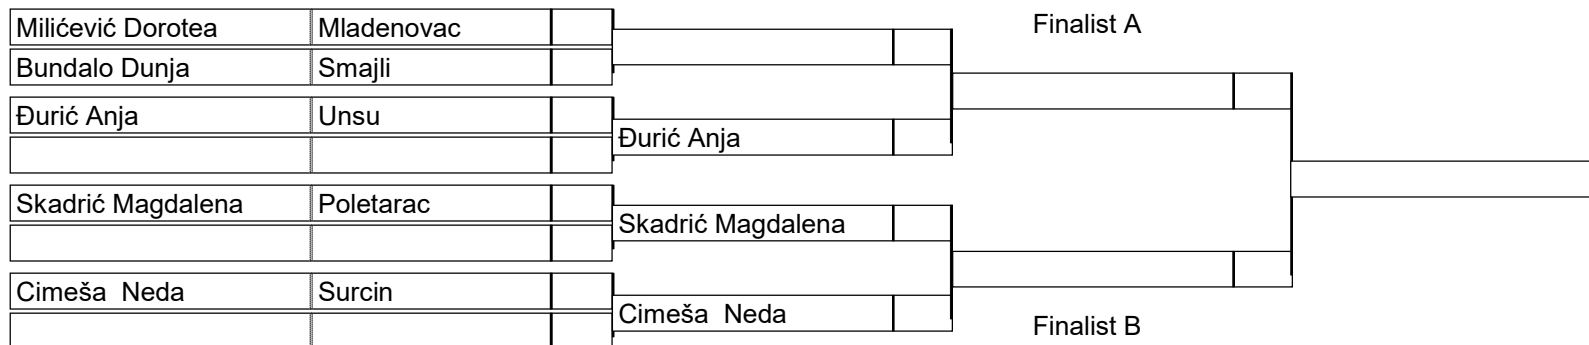 Milićević Dorotea Mladenovac
Bundalo Dunja Smajli
Đurić Anja Unsu
Skadrić Magdalena Poletarac
Cimeša  Neda Surcin
Đurić Anja
Skadrić Magdalena
Cimeša  Neda
Finalist A
Finalist B